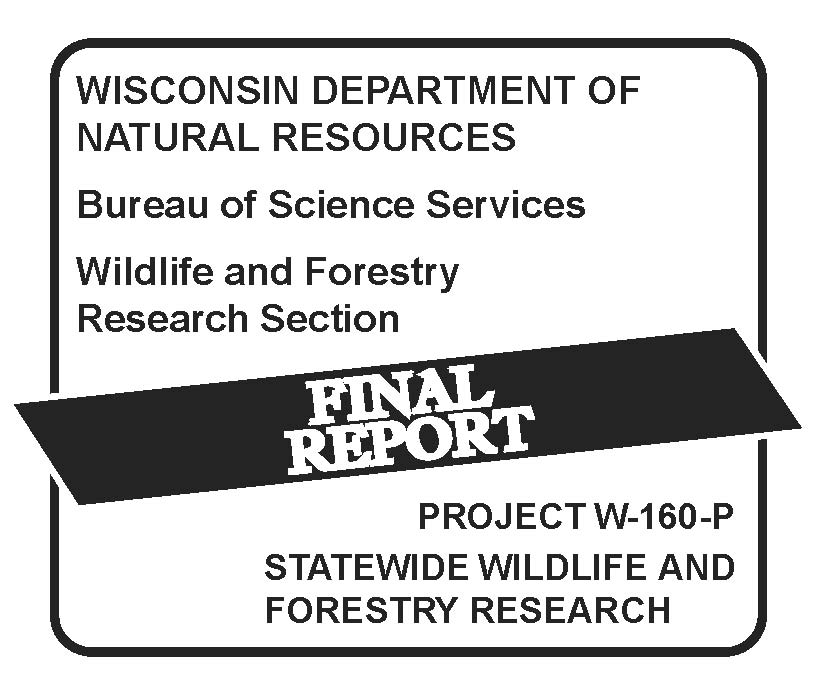 WISCONSIN DEPARTMENT OF
NATURAL RESOURCES
Bureau of Science Services
Wildlife and Forestry
Research Section
FINAL
REPORT
PROJECT W-160-P
STATEWIDE WILDLIFE AND
FORESTRY RESEARCH